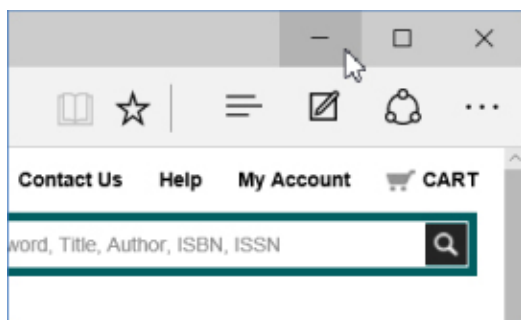 Contact Us Help My Account CART
word, Title, Author, ISBN, ISSN